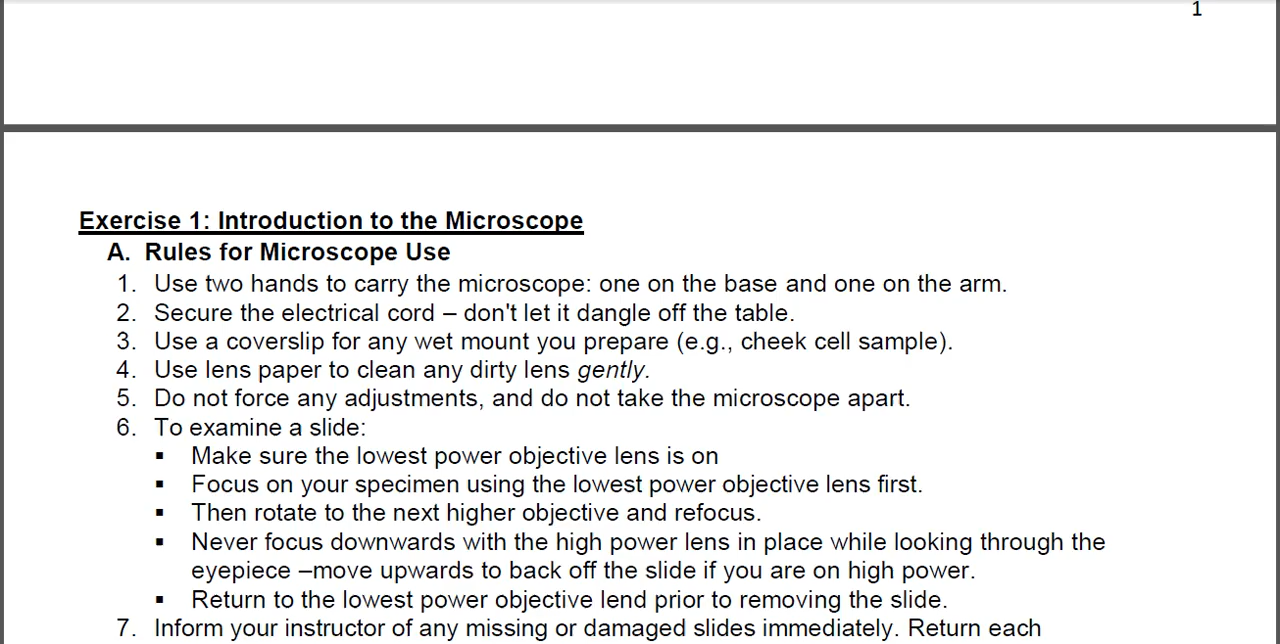 1
Exercise 1: Introduction to the Microscope
A. Rules for Microscope Use
1. Use two hands to carry the microscope: one on the base and one on the arm.
2. Secure the electrical cord – don't let it dangle off the table.
3. Use a coverslip for any wet mount you prepare (e.g., cheek cell sample).
4. Use lens paper to clean any dirty lens gently.
5. Do not force any adjustments, and do not take the microscope apart.
6. To examine a slide:
▪ Make sure the lowest power objective lens is on
▪ Focus on your specimen using the lowest power objective lens first.
▪ Then rotate to the next higher objective and refocus.
▪ Never focus downwards with the high power lens in place while looking through the
eyepiece –move upwards to back off the slide if you are on high power.
▪ Return to the lowest power objective lend prior to removing the slide.
7. Inform your instructor of any missing or damaged slides immediately. Return each